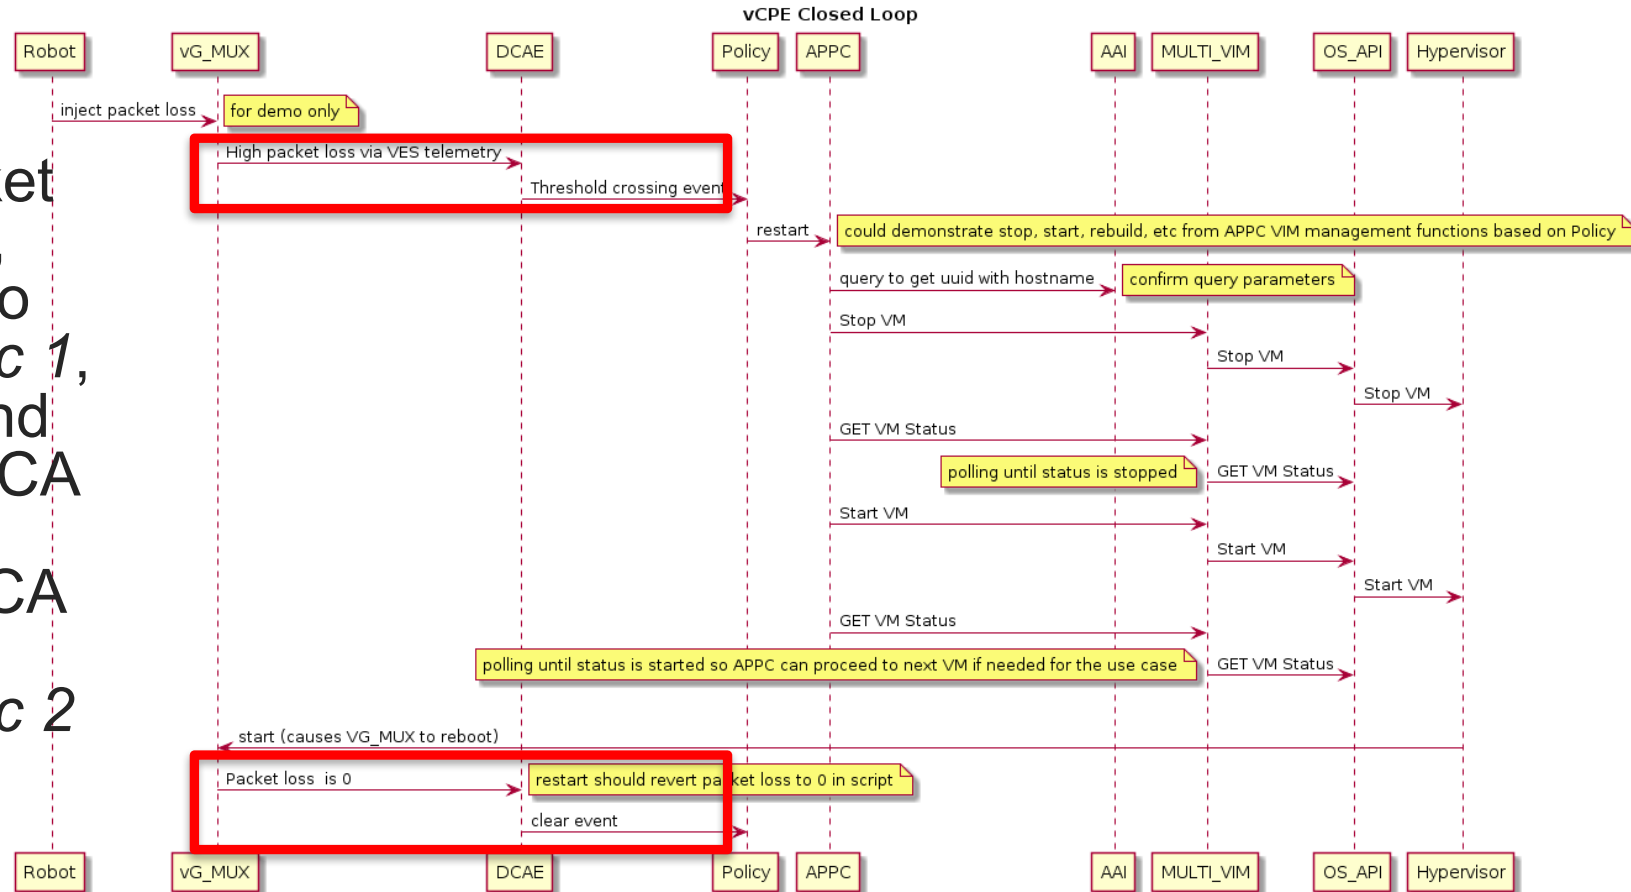 vCPE Closed Loop
Robot vG_MUX DCAE Policy APPC AAI MULTI_VIM OS_API Hypervisor
inject packet loss
for demo only
High packet loss via VES telemetry
Threshold crossing event
restart
could demonstrate stop, start, rebuild, etc from APPC VIM management functions based on Policy
query to get uuid with hostname
confirm query parameters
Stop VM
Stop VM
Stop VM
GET VM Status
polling until status is stopped
GET VM Status
Start VM
Start VM
Start VM
GET VM Status
polling until status is started so APPC can proceed to next VM if needed for the use case
GET VM Status
start (causes VG_MUX to reboot)
Packet loss is 0
restart should revert packet loss to 0 in script
clear event
Robot vG_MUX DCAE Policy APPC AAI MULTI_VIM OS_API Hypervisor
1,
CA
CA
2